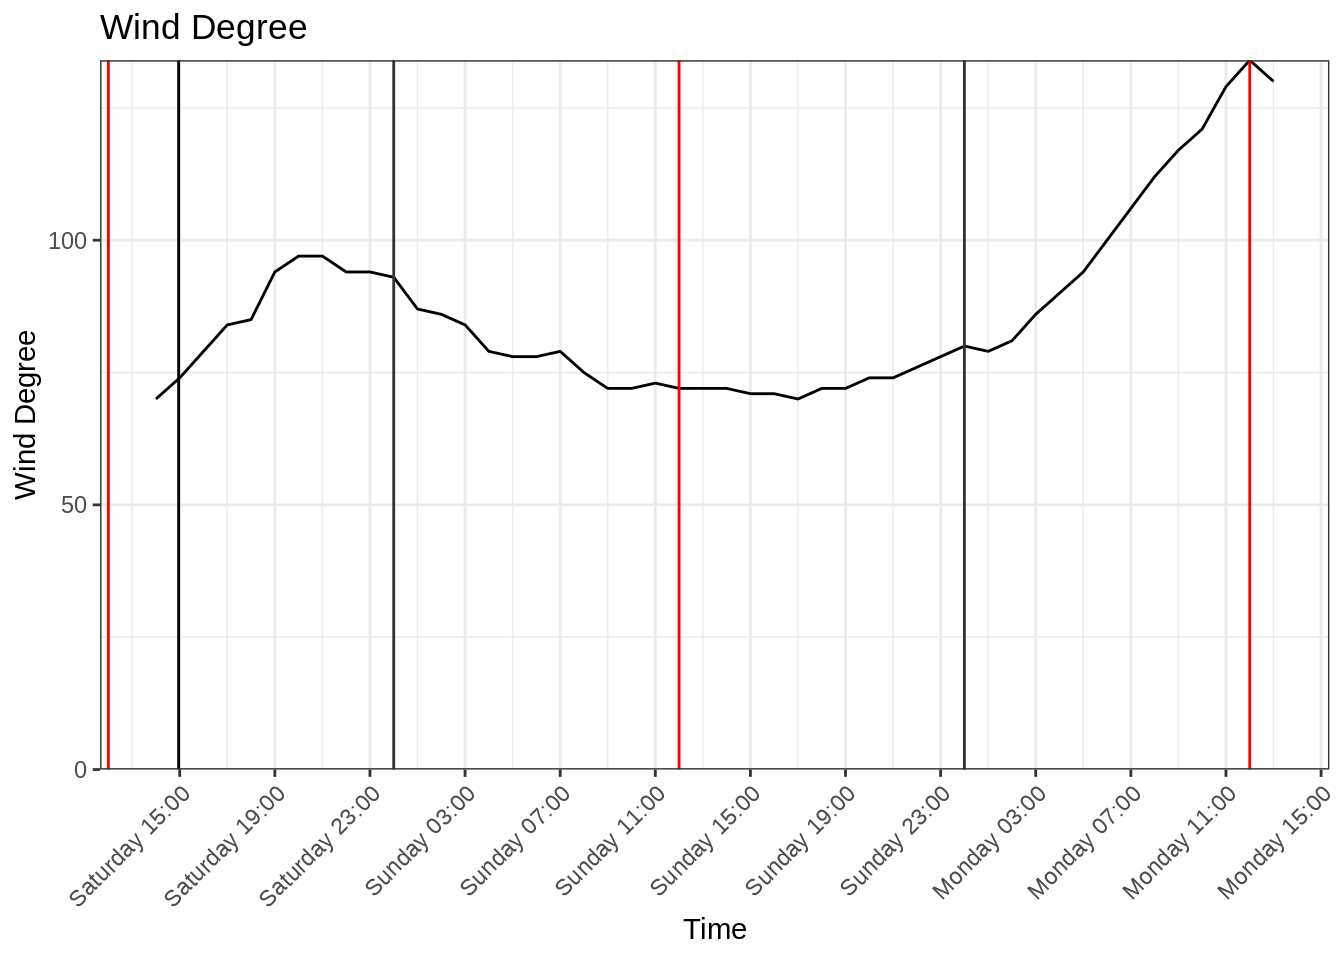 Wind Degree
Wind Degree
100
50
0
Saturday 15:00
Saturday 19:00
Saturday 23:00
Sunday 03:00
Sunday 07:00
Sunday 11:00
Sunday 15:00
Sunday 19:00
Sunday 23:00
Monday 03:00
Monday 07:00
Monday 11:00
Monday 15:00
Time